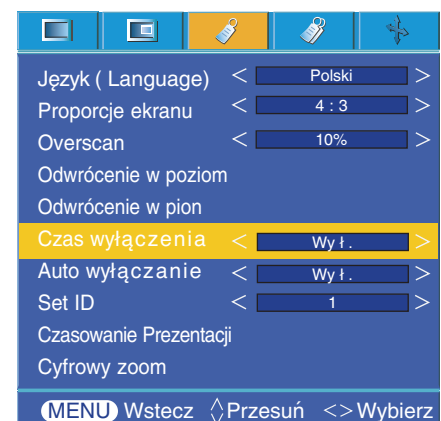 Język ( Language) < Polski >
Proporcje ekranu < 4 : 3 >
Overscan < 10% >
Odwrócenie w poziom
Odwrócenie w pion
Czas wyłączenia < Wy ł . >
Auto wyłączanie < Wy ł . >
Set ID < 1 >
Czasowanie Prezentacji
Cyfrowy zoom
MENU Wstecz ◊ Przesuń <> Wybierz